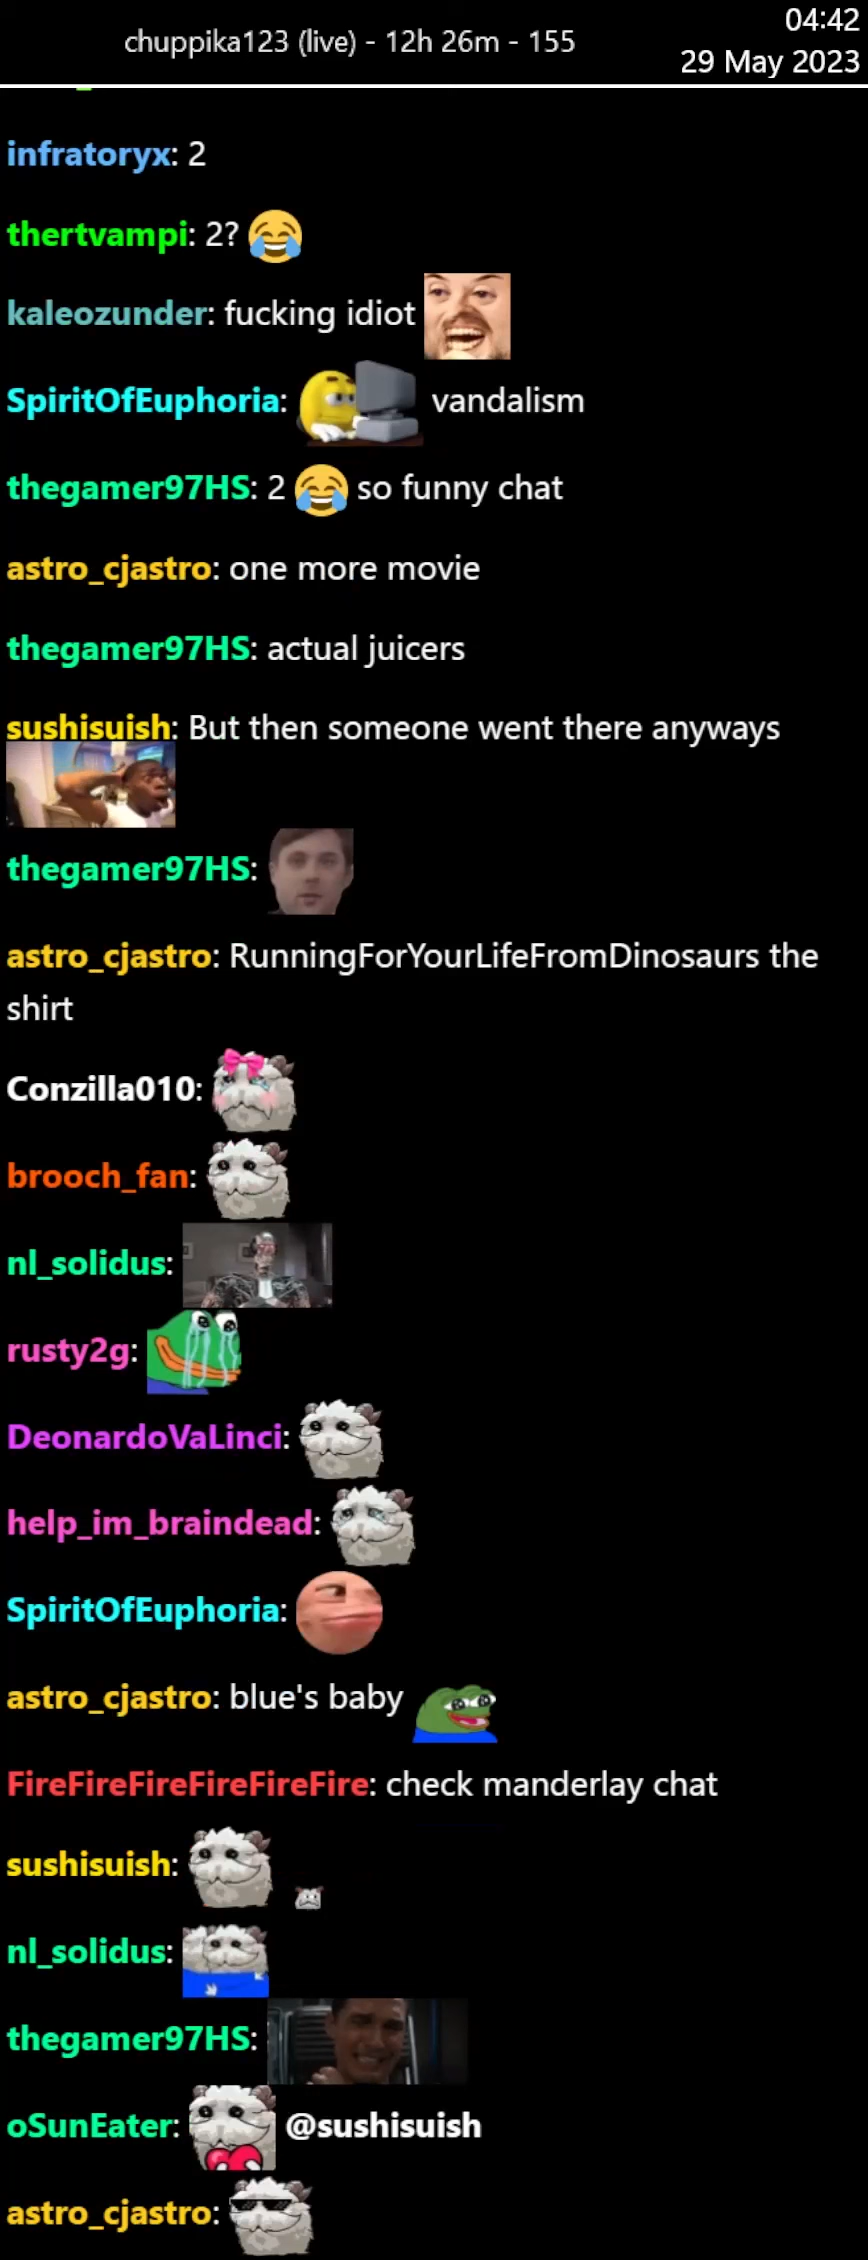 chuppika123 (live) - 12h 26m - 155
04:42
29 May 2023
infratoryx: 2
thertvampi: 2?
kaleozunder: fucking idiot
SpiritOfEuphoria: vandalism
thegamer97HS: 2 😂 so funny chat
astro_cjastro: one more movie
thegamer97HS: actual juicers
sushisuish: But then someone went there anyways
thegamer97HS:
astro_cjastro: RunningForYourLifeFromDinosaurs the
shirt
Conzilla010:
brooch_fan:
nl_solidus:
rusty2g:
DeonardoVaLinci:
help_im_braindead:
SpiritOfEuphoria:
astro_cjastro: blue's baby
FireFireFireFireFireFire: check manderlay chat
sushisuish:
nl_solidus:
thegamer97HS:
oSunEater: @sushisuish
astro_cjastro: